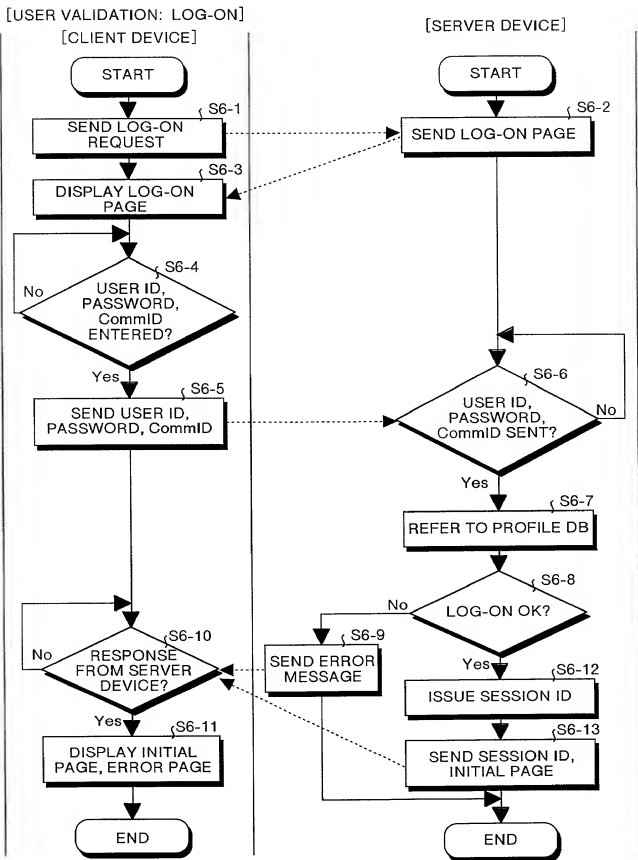 [USER VALIDATION: LOG-ON]
[CLIENT DEVICE]
[SERVER DEVICE]
START
START
S6-1
SEND LOG-ON
REQUEST
S6-2
SEND LOG-ON PAGE
S6-3
DISPLAY LOG-ON
PAGE
S6-4
No
USER ID,
PASSWORD,
CommID
ENTERED?
Yes
S6-5
SEND USER ID,
PASSWORD, CommID
S6-6
USER ID,
PASSWORD,
CommID SENT?
No
Yes
S6-7
REFER TO PROFILE DB
S6-8
No
LOG-ON OK?
S6-9
SEND ERROR
MESSAGE
S6-10
No
RESPONSE
FROM SERVER
DEVICE?
Yes
S6-12
ISSUE SESSION ID
Yes
S6-11
DISPLAY INITIAL
PAGE, ERROR PAGE
S6-13
SEND SESSION ID,
INITIAL PAGE
END
END